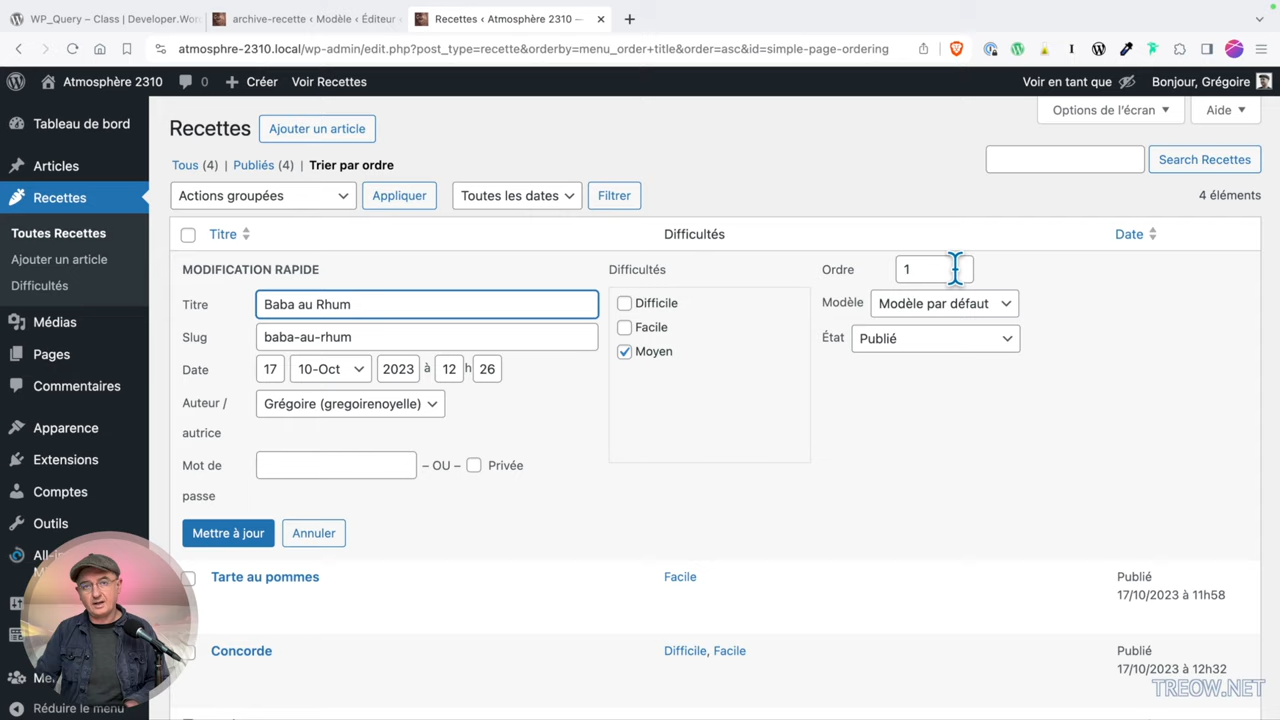 WP_Query – Class | Developer.Wor
archive-recette ‹ Modèle ‹ Éditeur
Recettes ‹ Atmosphère 2310 —
atmosphre-2310.local/wp-admin/edit.php?post_type=recette&orderby=menu_order+title&order=asc&id=simple-page-ordering
Atmosphère 2310
0
Créer
Voir Recettes
Voir en tant que
Bonjour, Grégoire
Tableau de bord
Articles
Recettes
Toutes Recettes
Ajouter un article
Difficultés
Médias
Pages
Commentaires
Apparence
Extensions
Comptes
Outils
All-in
Réduire le menu
Options de l’écran
Aide
Recettes
Ajouter un article
Tous (4) | Publiés (4) | Trier par ordre
Search Recettes
Actions groupées
Appliquer
Toutes les dates
Filtrer
4 éléments
Titre
Difficultés
Date
MODIFICATION RAPIDE
Titre
Baba au Rhum
Slug
baba-au-rhum
Date
17
10-Oct
2023
à
12
h
26
Auteur /
autrice
Grégoire (gregoirenoyelle)
Mot de
passe
– OU –
Privée
Difficultés
Difficile
Facile
Moyen
Ordre
1
Modèle
Modèle par défaut
État
Publié
Mettre à jour
Annuler
Tarte au pommes
Facile
Publié
17/10/2023 à 11h58
Concorde
Difficile, Facile
Publié
17/10/2023 à 12h32
TREOW.NET